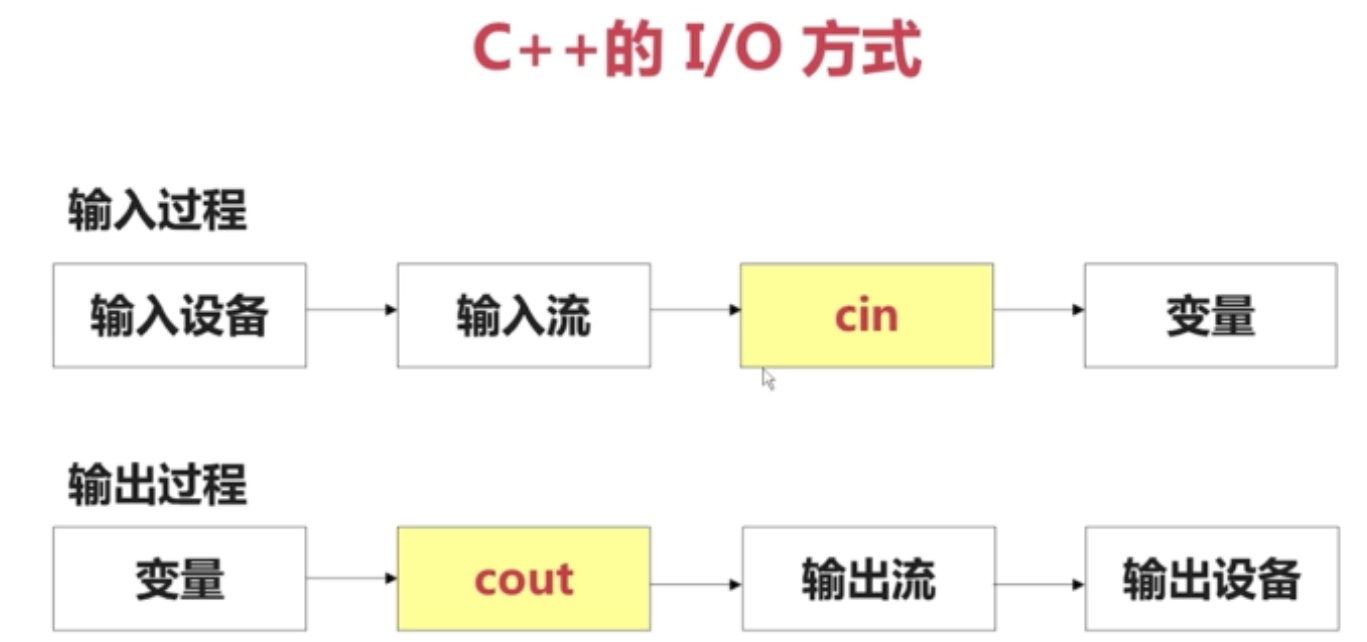 C++的 I/O 方式
输入过程
输入设备
输入流
cin
变量
输出过程
变量
cout
输出流
输出设备